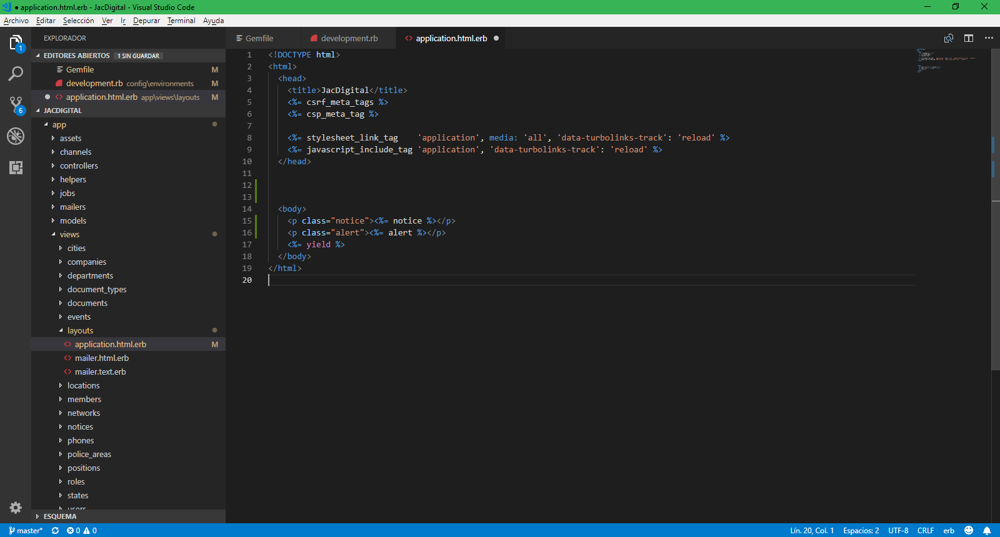 ● application.html.erb - JacDigital - Visual Studio Code
Archivo Editar Selección Ver Ir Depurar Terminal Ayuda
1
6
EXPLORADOR
EDITORES ABIERTOS 1 SIN GUARDAR
Gemfile M
development.rb config\environments M
● application.html.erb app\views\layouts M
JACDIGITAL
app
assets
channels
controllers
helpers
jobs
mailers
models
views
cities
companies
departments
document_types
documents
events
layouts
application.html.erb M
mailer.html.erb
mailer.text.erb
locations
members
networks
notices
phones
police_areas
positions
roles
states
users
ESQUEMA
Gemfile development.rb application.html.erb ●
1 <!DOCTYPE html>
2 <html>
3   <head>
4     <title>JacDigital</title>
5     <%= csrf_meta_tags %>
6     <%= csp_meta_tag %>
7
8     <%= stylesheet_link_tag    'application', media: 'all', 'data-turbolinks-track': 'reload' %>
9     <%= javascript_include_tag 'application', 'data-turbolinks-track': 'reload' %>
10   </head>
11
12
13
14   <body>
15     <p class="notice"><%= notice %></p>
16     <p class="alert"><%= alert %></p>
17     <%= yield %>
18   </body>
19 </html>
20
master* 0 0 Lín. 20, Col. 1 Espacios: 2 UTF-8 CRLF erb